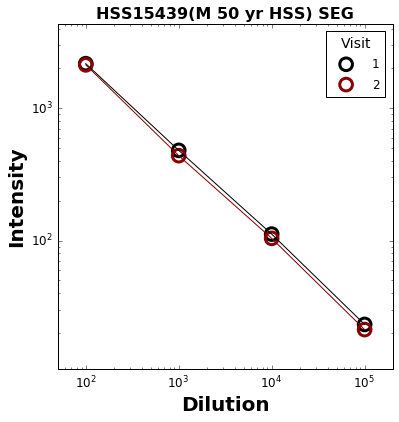 HSS15439(M 50 yr HSS) SEG
Visit
1
2
Intensity
10³
10²
10² 10³ 10⁴ 10⁵
Dilution